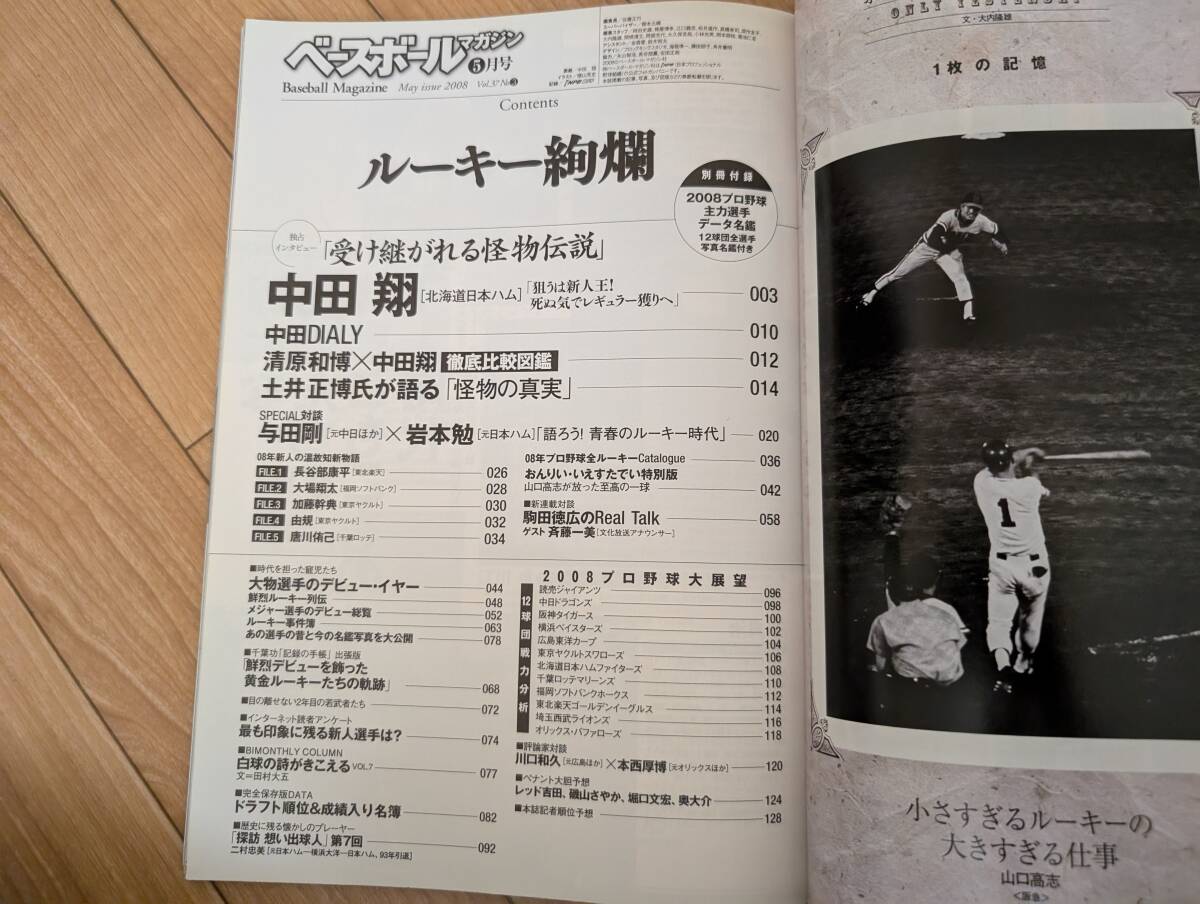 ベースボールマガジン 5月号
Baseball Magazine May issue 2008 Vol.37 No.3
Contents
ルーキー絢爛
別冊付録
2008プロ野球
主力選手
データ名鑑
12球団全選手
写真名鑑付き
独占
インタビュー
「受け継がれる怪物伝説」
中田 翔 [北海道日本ハム] 「狙うは新人王!
死ぬ気でレギュラー獲りへ」 003
中田DIALY 010
清原和博×中田翔 徹底比較図鑑 012
土井正博氏が語る「怪物の真実」 014
SPECIAL対談
与田剛[元中日ほか]×岩本勉[元日本ハム]「語ろう! 青春のルーキー時代」 020
08年新人の温故知新物語
FILE.1 長谷部康平[東北楽天] 026
FILE.2 大場翔太[福岡ソフトバンク] 028
FILE.3 加藤幹典[東京ヤクルト] 030
FILE.4 由規[東京ヤクルト] 032
FILE.5 唐川侑己[千葉ロッテ] 034
08年プロ野球全ルーキーCatalogue 036
おんりい・いえすたでい特別版
山口高志が放った至高の一球 042
■新連載対談
駒田徳広のReal Talk 058
ゲスト 斉藤一美[文化放送アナウンサー]
■時代を担った寵児たち
大物選手のデビュー・イヤー 044
鮮烈ルーキー列伝 048
メジャー選手のデビュー総覧 052
ルーキー事件簿 063
あの選手の昔と今の名鑑写真を大公開 078
■千葉功「記録の手帳」出張版
「鮮烈デビューを飾った
黄金ルーキーたちの軌跡」 068
■目の離せない2年目の若武者たち 072
■インターネット読者アンケート
最も印象に残る新人選手は? 074
■BIMONTHLY COLUMN
白球の詩がきこえる VOL.7 077
文=田村大五
■完全保存版DATA
ドラフト順位&成績入り名簿 082
■歴史に残る懐かしのプレーヤー
「探訪 想い出球人」第7回 092
二村忠美[元日本ハム―横浜大洋―日本ハム、93年引退]
2008プロ野球大展望
12球団戦力分析
読売ジャイアンツ 096
中日ドラゴンズ 098
阪神タイガース 100
横浜ベイスターズ 102
広島東洋カープ 104
東京ヤクルトスワローズ 106
北海道日本ハムファイターズ 108
千葉ロッテマリーンズ 110
福岡ソフトバンクホークス 112
東北楽天ゴールデンイーグルス 114
埼玉西武ライオンズ 116
オリックス・バファローズ 118
■評論家対談
川口和久[元広島ほか]×本西厚博[元オリックスほか] 120
■ペナント大胆予想
レッド吉田、磯山さやか、堀口文宏、奥大介 124
■本誌記者順位予想 128
ONLY YESTERDAY
文・大内隆雄
1枚の記憶
1
小さすぎるルーキーの
大きすぎる仕事
山口高志
〈阪急〉